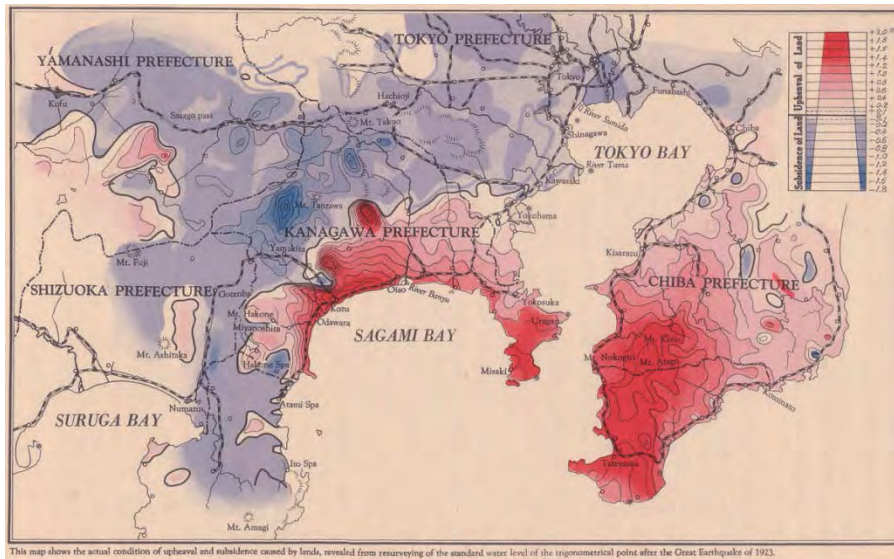 YAMANASHI PREFECTURE
TOKYO PREFECTURE
Kofu
Sasago pass
Hachioji
Mt. Takao
Tokyo
Funabashi
River Sumida
Shinagawa
Chiba
TOKYO BAY
River Tama
Kawasaki
Mt. Tanzawa
Yokohama
KANAGAWA PREFECTURE
Yamakita
Mt. Fuji
Kisarazu
SHIZUOKA PREFECTURE
Gotemba
CHIBA PREFECTURE
Oiso
River Banyu
Yokosuka
Kozu
Mt. Hakone
Odawara
Miyanoshita
SAGAMI BAY
Uraga
Mt. Ashitaka
Hakone Spa
Misaki
Mt. Nokogiri
Mt. Atago
Kominato
Numazu
Atami Spa
SURUGA BAY
Ito Spa
Tateyama
Mt. Amagi
Upheaval of Land
Subsidence of Land
This map shows the actual condition of upheaval and subsidence caused by lands, revealed from resurveying of the standard water level of the trigonometrical point after the Great Earthquake of 1923.